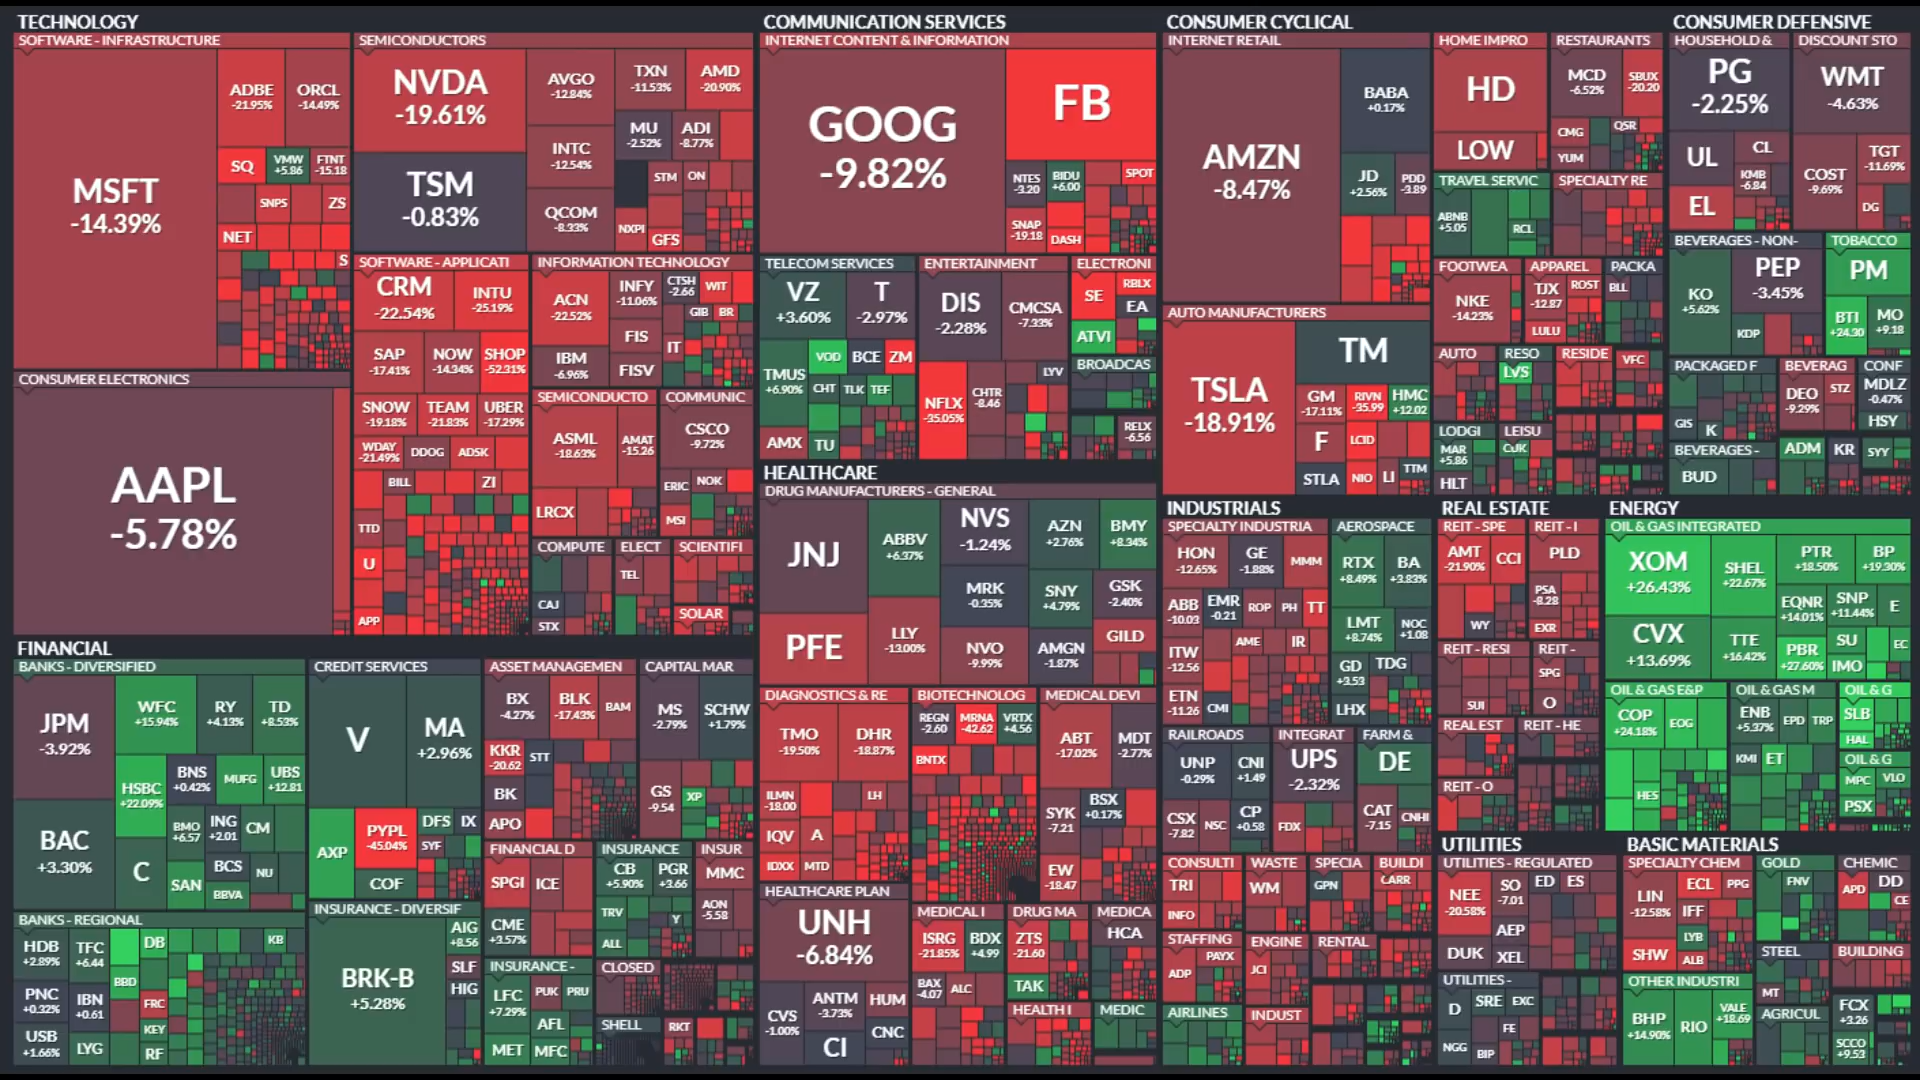 TECHNOLOGY
SOFTWARE - INFRASTRUCTURE
MSFT
-14.39%
ADBE
-21.95%
ORCL
-14.49%
SQ
VMW
+5.86
FTNT
-15.18
SNPS
ZS
NET
S
SEMICONDUCTORS
NVDA
-19.61%
TSM
-0.83%
AVGO
-12.84%
INTC
-12.54%
QCOM
-8.33%
TXN
-11.53%
AMD
-20.90%
MU
-2.52%
ADI
-8.77%
STM
ON
NXPI
GFS
CONSUMER ELECTRONICS
AAPL
-5.78%
SOFTWARE - APPLICATI
CRM
-22.54%
INTU
-25.19%
SAP
-17.41%
NOW
-14.34%
SHOP
-52.31%
SNOW
-19.18%
TEAM
-21.83%
UBER
-17.29%
WDAY
-21.49%
DDOG
ADSK
BILL
ZI
TTD
U
APP
INFORMATION TECHNOLOGY
ACN
-22.52%
INFY
-11.06%
CTSH
-2.66
WIT
GIB
BR
FIS
IT
IBM
-6.96%
FISV
SEMICONDUCTO
ASML
-18.63%
AMAT
-15.26
LRCX
COMMUNIC
CSCO
-9.72%
ERIC
NOK
MSI
COMPUTE
CAJ
STX
ELECT
TEL
SCIENTIFI
SOLAR
COMMUNICATION SERVICES
INTERNET CONTENT & INFORMATION
GOOG
-9.82%
FB
NTES
-3.20
BIDU
+6.00
SPOT
SNAP
-19.18
DASH
TELECOM SERVICES
VZ
+3.60%
T
-2.97%
TMUS
+6.90%
VOD
BCE
ZM
CHT
TLK
TEF
AMX
TU
ENTERTAINMENT
DIS
-2.28%
CMCSA
-7.33%
NFLX
-35.05%
CHTR
-8.46
LYV
ELECTRONI
SE
RBLX
EA
ATVI
BROADCAS
RELX
-6.56
HEALTHCARE
DRUG MANUFACTURERS - GENERAL
JNJ
ABBV
+6.37%
NVS
-1.24%
AZN
+2.76%
BMY
+8.34%
MRK
-0.35%
SNY
+4.79%
GSK
-2.40%
PFE
LLY
-13.00%
NVO
-9.99%
AMGN
-1.87%
GILD
DIAGNOSTICS & RE
TMO
-19.50%
DHR
-18.87%
ILMN
-18.00
LH
IQV
A
IDXX
MTD
BIOTECHNOLOG
REGN
-2.60
MRNA
-42.62
VRTX
+4.56
BNTX
MEDICAL DEVI
ABT
-17.02%
MDT
-2.77%
SYK
-7.21
BSX
+0.17%
EW
-18.47
HEALTHCARE PLAN
UNH
-6.84%
CVS
-1.00%
ANTM
-3.73%
HUM
CI
CNC
MEDICAL I
ISRG
-21.85%
BDX
+4.99
BAX
-4.07
ALC
DRUG MA
ZTS
-21.60
TAK
HEALTH I
MEDICA
HCA
MEDIC
CONSUMER CYCLICAL
INTERNET RETAIL
AMZN
-8.47%
BABA
+0.17%
JD
+2.56%
PDD
-3.89
HOME IMPRO
HD
LOW
RESTAURANTS
MCD
-6.52%
SBUX
-20.20
CMG
QSR
YUM
TRAVEL SERVIC
ABNB
+5.05
RCL
SPECIALTY RE
AUTO MANUFACTURERS
TSLA
-18.91%
TM
GM
-17.11%
RIVN
-35.99
HMC
+12.02
F
LCID
STLA
NIO
LI
TTM
FOOTWEA
NKE
-14.23%
APPAREL
TJX
-12.87
ROST
LULU
PACKA
BLL
AUTO
RESO
LVS
RESIDE
VFC
LODGI
MAR
+5.86
HLT
LEISU
CUK
CONSUMER DEFENSIVE
HOUSEHOLD &
PG
-2.25%
UL
CL
KMB
-6.84
EL
DISCOUNT STO
WMT
-4.63%
COST
-9.69%
TGT
-11.69%
DG
BEVERAGES - NON-
KO
+5.62%
PEP
-3.45%
KDP
TOBACCO
PM
BTI
+24.30
MO
+9.18
PACKAGED F
GIS
K
BEVERAG
DEO
-9.29%
STZ
CONF
MDLZ
-0.47%
HSY
BEVERAGES -
BUD
ADM
KR
SYY
INDUSTRIALS
SPECIALTY INDUSTRIA
HON
-12.65%
GE
-1.88%
MMM
ABB
-10.03
EMR
-0.21
ROP
PH
TT
ITW
-12.56
AME
IR
ETN
-11.26
CMI
AEROSPACE
RTX
+8.49%
BA
+3.83%
LMT
+8.74%
NOC
+1.08
GD
+3.53
TDG
LHX
RAILROADS
UNP
-0.29%
CNI
+1.49
CSX
-7.82
NSC
CP
+0.58
INTEGRAT
UPS
-2.32%
FDX
FARM &
DE
CAT
-7.15
CNHI
CONSULTI
TRI
INFO
WASTE
WM
SPECIA
GPN
BUILDI
CARR
STAFFING
ADP
PAYX
ENGINE
JCI
RENTAL
AIRLINES
INDUST
REAL ESTATE
REIT - SPE
AMT
-21.90%
CCI
WY
REIT - I
PLD
PSA
-8.28
EXR
REIT - RESI
SUI
REIT -
SPG
O
REAL EST
REIT - HE
REIT - O
ENERGY
OIL & GAS INTEGRATED
XOM
+26.43%
SHEL
+22.67%
PTR
+18.50%
BP
+19.30%
EQNR
+14.01%
SNP
+11.44%
E
CVX
+13.69%
TTE
+16.42%
PBR
+27.60%
SU
IMO
EC
OIL & GAS E&P
COP
+24.18%
EOG
HES
OIL & GAS M
ENB
+5.37%
EPD
TRP
KMI
ET
OIL & G
SLB
HAL
OIL & G
MPC
VLO
PSX
UTILITIES
UTILITIES - REGULATED
NEE
-20.58%
SO
-7.01
ED
ES
AEP
DUK
XEL
UTILITIES -
D
SRE
EXC
FE
NGG
BIP
BASIC MATERIALS
SPECIALTY CHEM
LIN
-12.58%
ECL
PPG
IFF
LYB
SHW
ALB
GOLD
FNV
CHEMIC
APD
DD
CE
STEEL
MT
BUILDING
OTHER INDUSTRI
BHP
+14.90%
RIO
VALE
+18.69
AGRICUL
FCX
+3.26
SCCO
+9.53
FINANCIAL
BANKS - DIVERSIFIED
JPM
-3.92%
WFC
+15.94%
RY
+4.13%
TD
+8.53%
HSBC
+22.09%
BNS
+0.42%
MUFG
UBS
+12.81
BAC
+3.30%
BMO
+6.57
ING
+2.01
CM
C
BCS
NU
SAN
BBVA
BANKS - REGIONAL
HDB
+2.89%
TFC
+6.44
DB
KB
BBD
PNC
+0.32%
IBN
+0.61
FRC
KEY
USB
+1.66%
LYG
RF
CREDIT SERVICES
V
MA
+2.96%
AXP
PYPL
-45.04%
DFS
IX
SYF
COF
INSURANCE - DIVERSIF
BRK-B
+5.28%
AIG
+8.56
SLF
HIG
ASSET MANAGEMEN
BX
-4.27%
BLK
-17.43%
BAM
KKR
-20.62
STT
BK
APO
CAPITAL MAR
MS
-2.79%
SCHW
+1.79%
GS
-9.54
XP
FINANCIAL D
SPGI
ICE
CME
+3.57%
INSURANCE
CB
+5.90%
PGR
+3.66
TRV
Y
ALL
INSUR
MMC
AON
-5.58
INSURANCE -
LFC
+7.29%
PUK
PRU
AFL
MET
MFC
CLOSED
SHELL
RKT